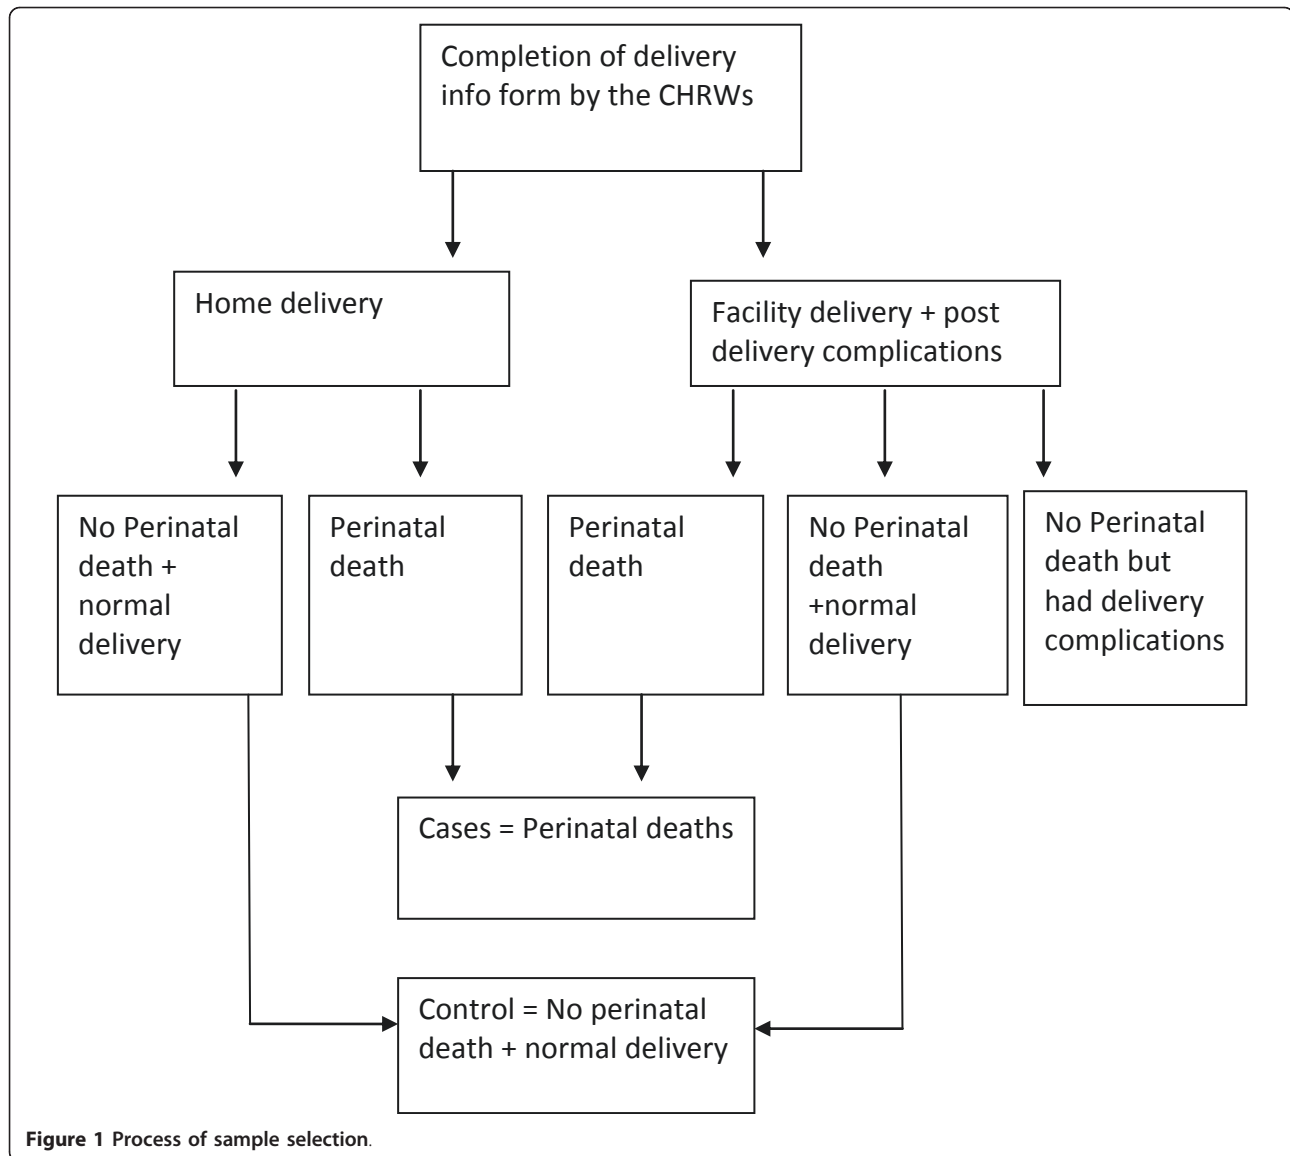 Completion of delivery
info form by the CHRWs
Home delivery
Facility delivery + post
delivery complications
No Perinatal
death +
normal
delivery
Perinatal
death
Perinatal
death
No Perinatal
death
+normal
delivery
No Perinatal
death but
had delivery
complications
Cases = Perinatal deaths
Control = No perinatal
death + normal delivery
Figure 1 Process of sample selection.